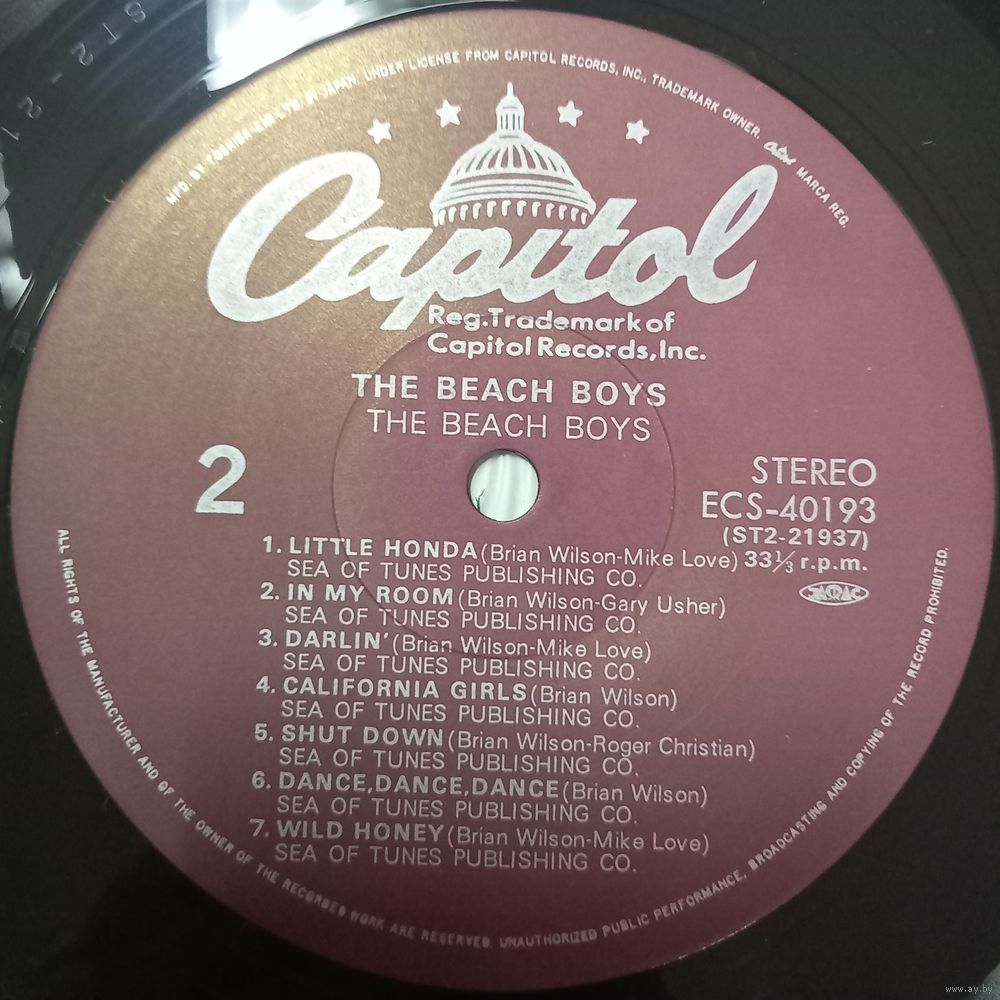 MFD. BY TOSHIBA-EMI LTD. IN JAPAN. UNDER LICENSE FROM CAPITOL RECORDS, INC., TRADEMARK OWNER. Capitol MARCA REG.
Capitol
Reg.Trademark of
Capitol Records, Inc.
THE BEACH BOYS
THE BEACH BOYS
2
STEREO
ECS-40193
(ST2-21937)
33⅓ r.p.m.
1. LITTLE HONDA (Brian Wilson-Mike Love)
SEA OF TUNES PUBLISHING CO.
2. IN MY ROOM (Brian Wilson-Gary Usher)
SEA OF TUNES PUBLISHING CO.
3. DARLIN' (Brian Wilson-Mike Love)
SEA OF TUNES PUBLISHING CO.
4. CALIFORNIA GIRLS (Brian Wilson)
SEA OF TUNES PUBLISHING CO.
5. SHUT DOWN (Brian Wilson-Roger Christian)
SEA OF TUNES PUBLISHING CO.
6. DANCE, DANCE, DANCE (Brian Wilson)
SEA OF TUNES PUBLISHING CO.
7. WILD HONEY (Brian Wilson-Mike Love)
SEA OF TUNES PUBLISHING CO.
ALL RIGHTS OF THE MANUFACTURER AND OF THE OWNER OF THE RECORDED WORK ARE RESERVED. UNAUTHORIZED PUBLIC PERFORMANCE, BROADCASTING AND COPYING OF THE RECORD PROHIBITED.
www.ay.by